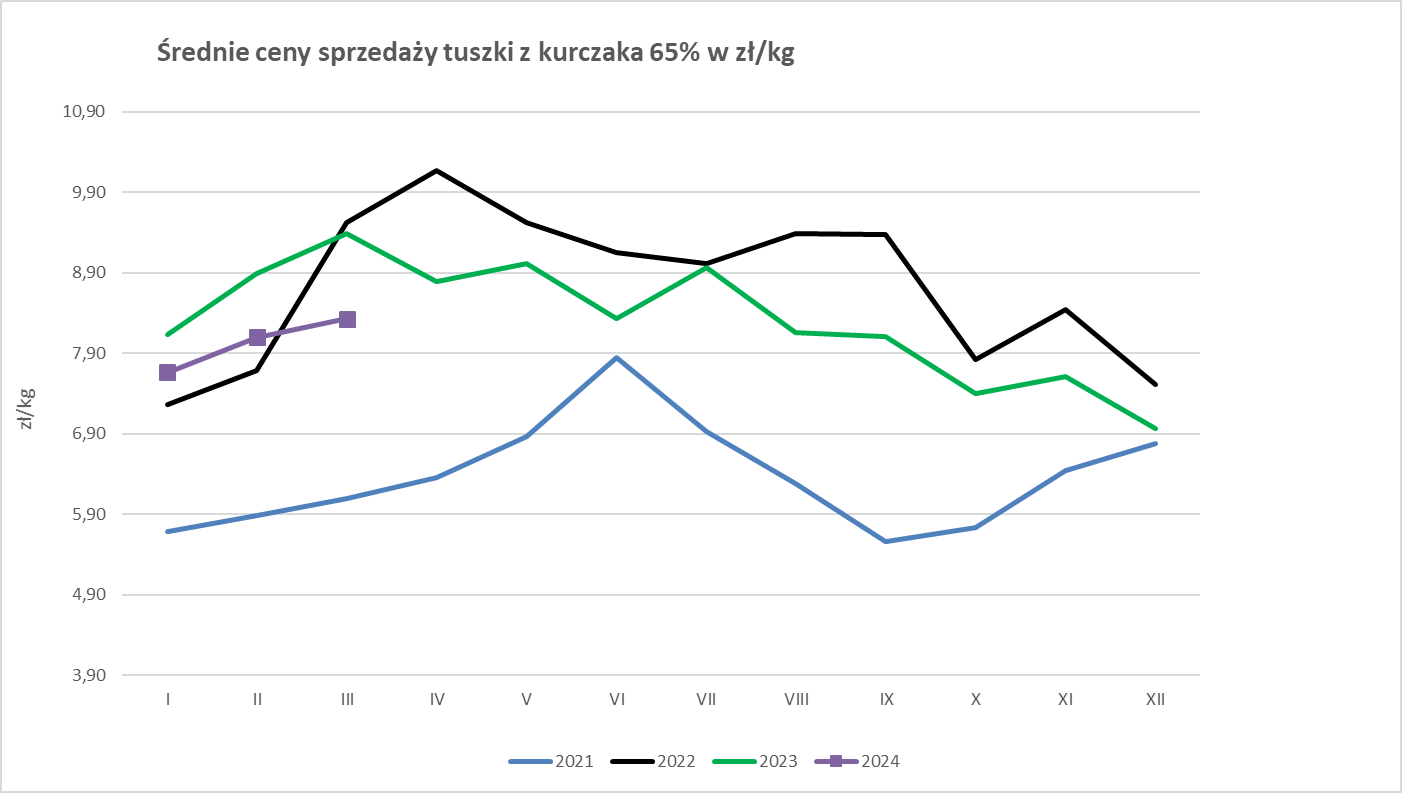 Średnie ceny sprzedaży tuszki z kurczaka 65% w zł/kg
10,90
9,90
8,90
7,90
6,90
5,90
4,90
3,90
zł/kg
I II III IV V VI VII VIII IX X XI XII
2021 2022 2023 2024